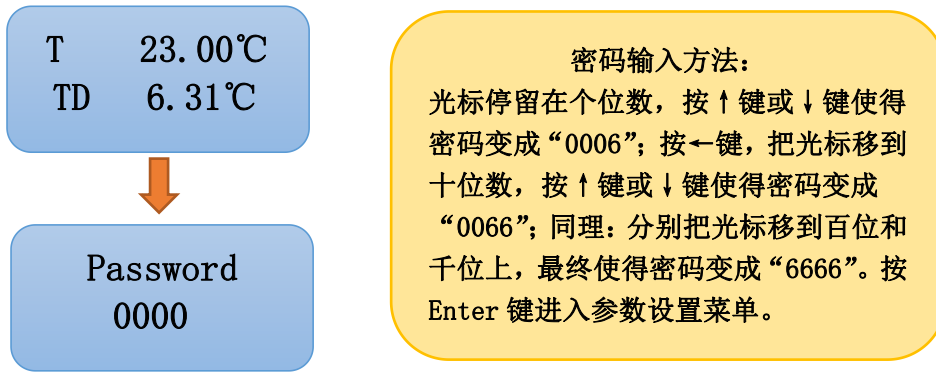 T 23.00℃
TD 6.31℃
Password
0000
密码输入方法：
光标停留在个位数，按↑键或↓键使得
密码变成“0006”；按←键，把光标移到
十位数，按↑键或↓键使得密码变成
“0066”；同理：分别把光标移到百位和
千位上，最终使得密码变成“6666”。按
Enter 键进入参数设置菜单。